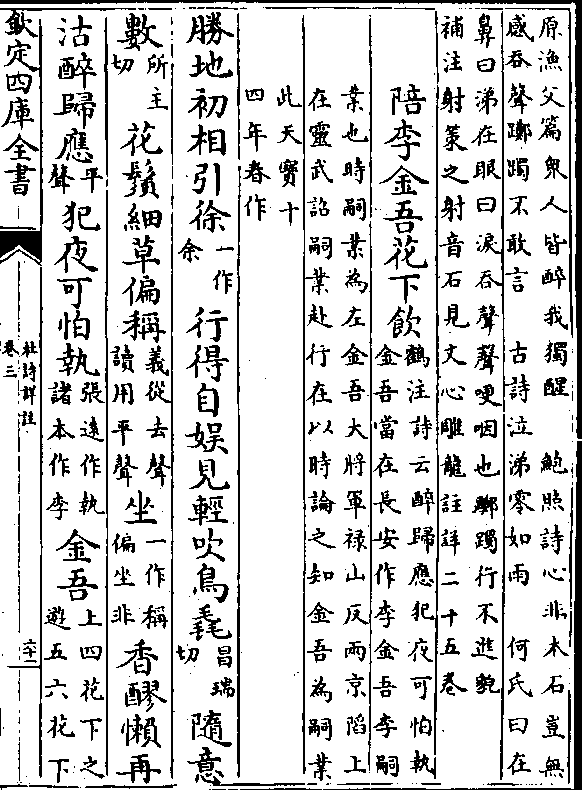 原漁父篇衆人皆醉我獨醒　鮑照詩心非木石豈無
感吞聲躑躅不敢言　古詩泣涕零如雨　何氏曰在
鼻曰涕在眼曰淚吞聲聲哽咽也躑躅行不進貌
補注射策之射音石見文心雕龍註詳二十五卷
陪李金吾花下飲
鶴注詩云醉歸應犯夜可怕執
金吾當在長安作李金吾李嗣
業也時嗣業為左金吾大將軍祿山反兩京陷上
在靈武詔嗣業赴行在以時論之知金吾為嗣業
此天寶十
四年春作
勝地初相引徐一作余行得自娛見輕吹鳥毳昌瑞切隨意
數所主切花鬚細草偏稱義從去聲讀用平聲坐一作稱偏坐非香醪懶再
沽醉歸應平聲犯夜可怕執張遠作執諸本作李金吾上四花下之遊五六花下
欽定四庫全書
杜詩詳註
卷三
六十二